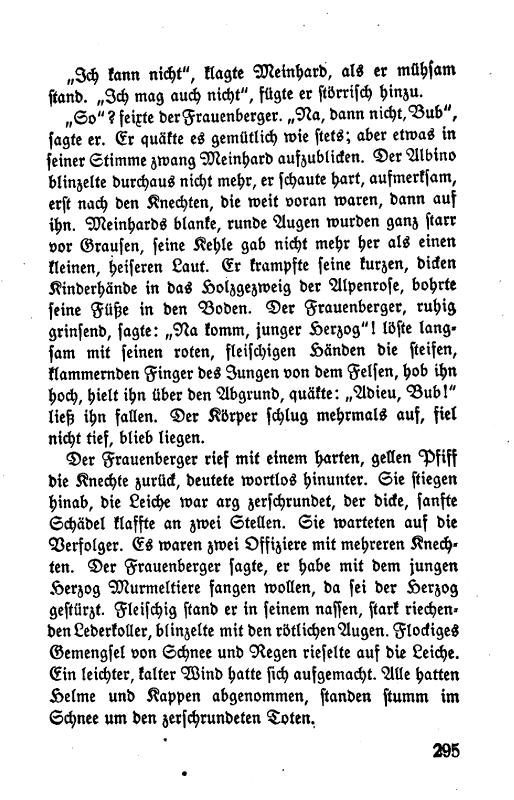 „Ich kann nicht“, klagte Meinhard, als er mühsam
stand. „Ich mag auch nicht“, fügte er störrisch hinzu.
„So“? feixte der Frauenberger. „Na, dann nicht, Bub“,
sagte er. Er quäkte es gemütlich wie stets; aber etwas in
seiner Stimme zwang Meinhard aufzublicken. Der Albino
blinzelte durchaus nicht mehr, er schaute hart, aufmerksam,
erst nach den Knechten, die weit voran waren, dann auf
ihn. Meinhards blanke, runde Augen wurden ganz starr
vor Grausen, seine Kehle gab nicht mehr her als einen
kleinen, heiseren Laut. Er krampfte seine kurzen, dicken
Kinderhände in das Holzgezweig der Alpenrose, bohrte
seine Füße in den Boden. Der Frauenberger, ruhig
grinsend, sagte: „Na komm, junger Herzog“! löste lang-
sam mit seinen roten, fleischigen Händen die steifen,
klammernden Finger des Jungen von dem Felsen, hob ihn
hoch, hielt ihn über den Abgrund, quäkte: „Adieu, Bub!“
ließ ihn fallen. Der Körper schlug mehrmals auf, fiel
nicht tief, blieb liegen.
Der Frauenberger rief mit einem harten, gellen Pfiff
die Knechte zurück, deutete wortlos hinunter. Sie stiegen
hinab, die Leiche war arg zerschrundet, der dicke, sanfte
Schädel klaffte an zwei Stellen. Sie warteten auf die
Verfolger. Es waren zwei Offiziere mit mehreren Knech-
ten. Der Frauenberger sagte, er habe mit dem jungen
Herzog Murmeltiere fangen wollen, da sei der Herzog
gestürzt. Fleischig stand er in seinem nassen, stark riechen-
den Lederkoller, blinzelte mit den rötlichen Augen. Flockiges
Gemengsel von Schnee und Regen rieselte auf die Leiche.
Ein leichter, kalter Wind hatte sich aufgemacht. Alle hatten
Helme und Kappen abgenommen, standen stumm im
Schnee um den zerschrundeten Toten.
295